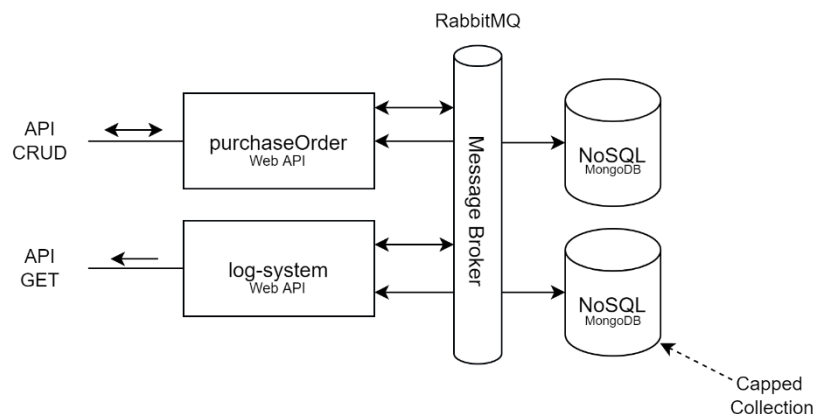 RabbitMQ
API
CRUD
purchaseOrder
Web API
Message Broker
NoSQL
MongoDB
API
GET
log-system
Web API
NoSQL
MongoDB
Capped
Collection